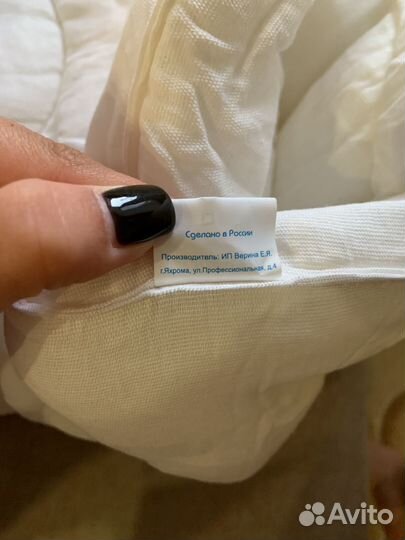 Сделано в России
Производитель: ИП Верина Е.Я.
г.Яхрома, ул.Профессиональная, д.4
Avito